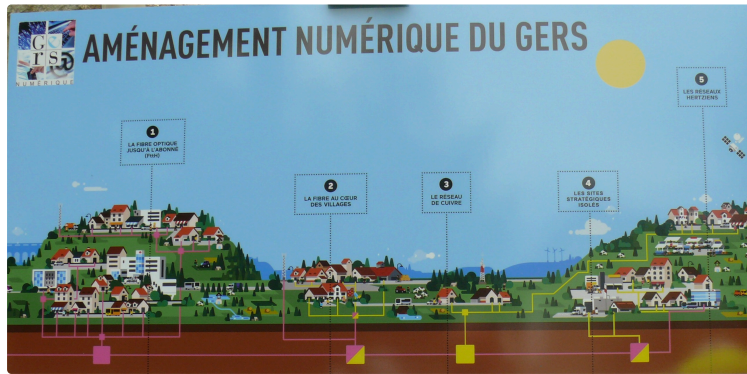 Gers
NUMÉRIQUE
AMÉNAGEMENT NUMÉRIQUE DU GERS
1
LA FIBRE OPTIQUE
JUSQU'À L'ABONNÉ
(FttH)
2
LA FIBRE AU CŒUR
DES VILLAGES
3
LE RÉSEAU
DE CUIVRE
4
LES SITES
STRATÉGIQUES
ISOLÉS
5
LES RÉSEAUX
HERTZIENS